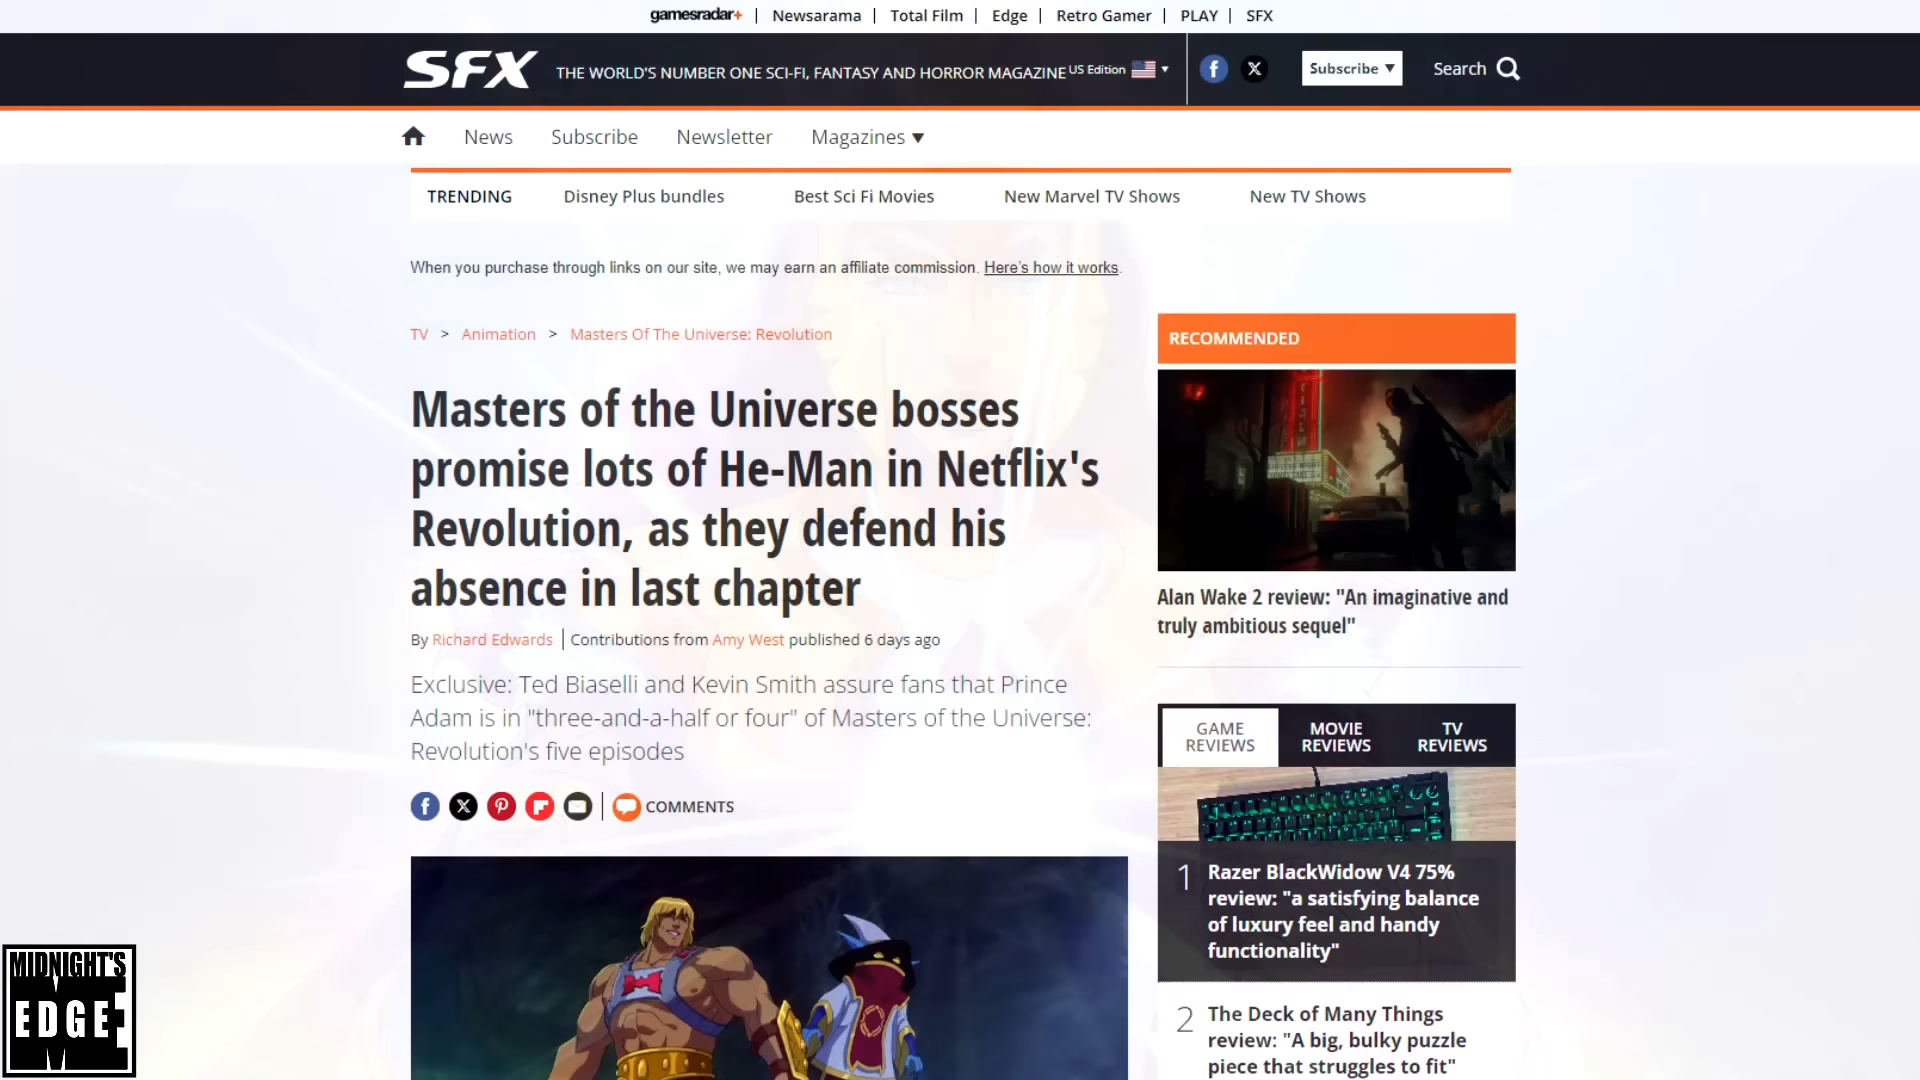 gamesradar+ | Newsarama | Total Film | Edge | Retro Gamer | PLAY | SFX
SFX THE WORLD'S NUMBER ONE SCI-FI, FANTASY AND HORROR MAGAZINE US Edition ▼ f X Subscribe ▼ Search
News Subscribe Newsletter Magazines ▼
TRENDING Disney Plus bundles Best Sci Fi Movies New Marvel TV Shows New TV Shows
When you purchase through links on our site, we may earn an affiliate commission. Here's how it works.
TV > Animation > Masters Of The Universe: Revolution
Masters of the Universe bosses
promise lots of He-Man in Netflix's
Revolution, as they defend his
absence in last chapter
By Richard Edwards | Contributions from Amy West published 6 days ago
Exclusive: Ted Biaselli and Kevin Smith assure fans that Prince
Adam is in "three-and-a-half or four" of Masters of the Universe:
Revolution's five episodes
COMMENTS
RECOMMENDED
Alan Wake 2 review: "An imaginative and
truly ambitious sequel"
GAME
REVIEWS
MOVIE
REVIEWS
TV
REVIEWS
1 Razer BlackWidow V4 75%
review: "a satisfying balance
of luxury feel and handy
functionality"
2 The Deck of Many Things
review: "A big, bulky puzzle
piece that struggles to fit"
MIDNIGHT'S
EDGE